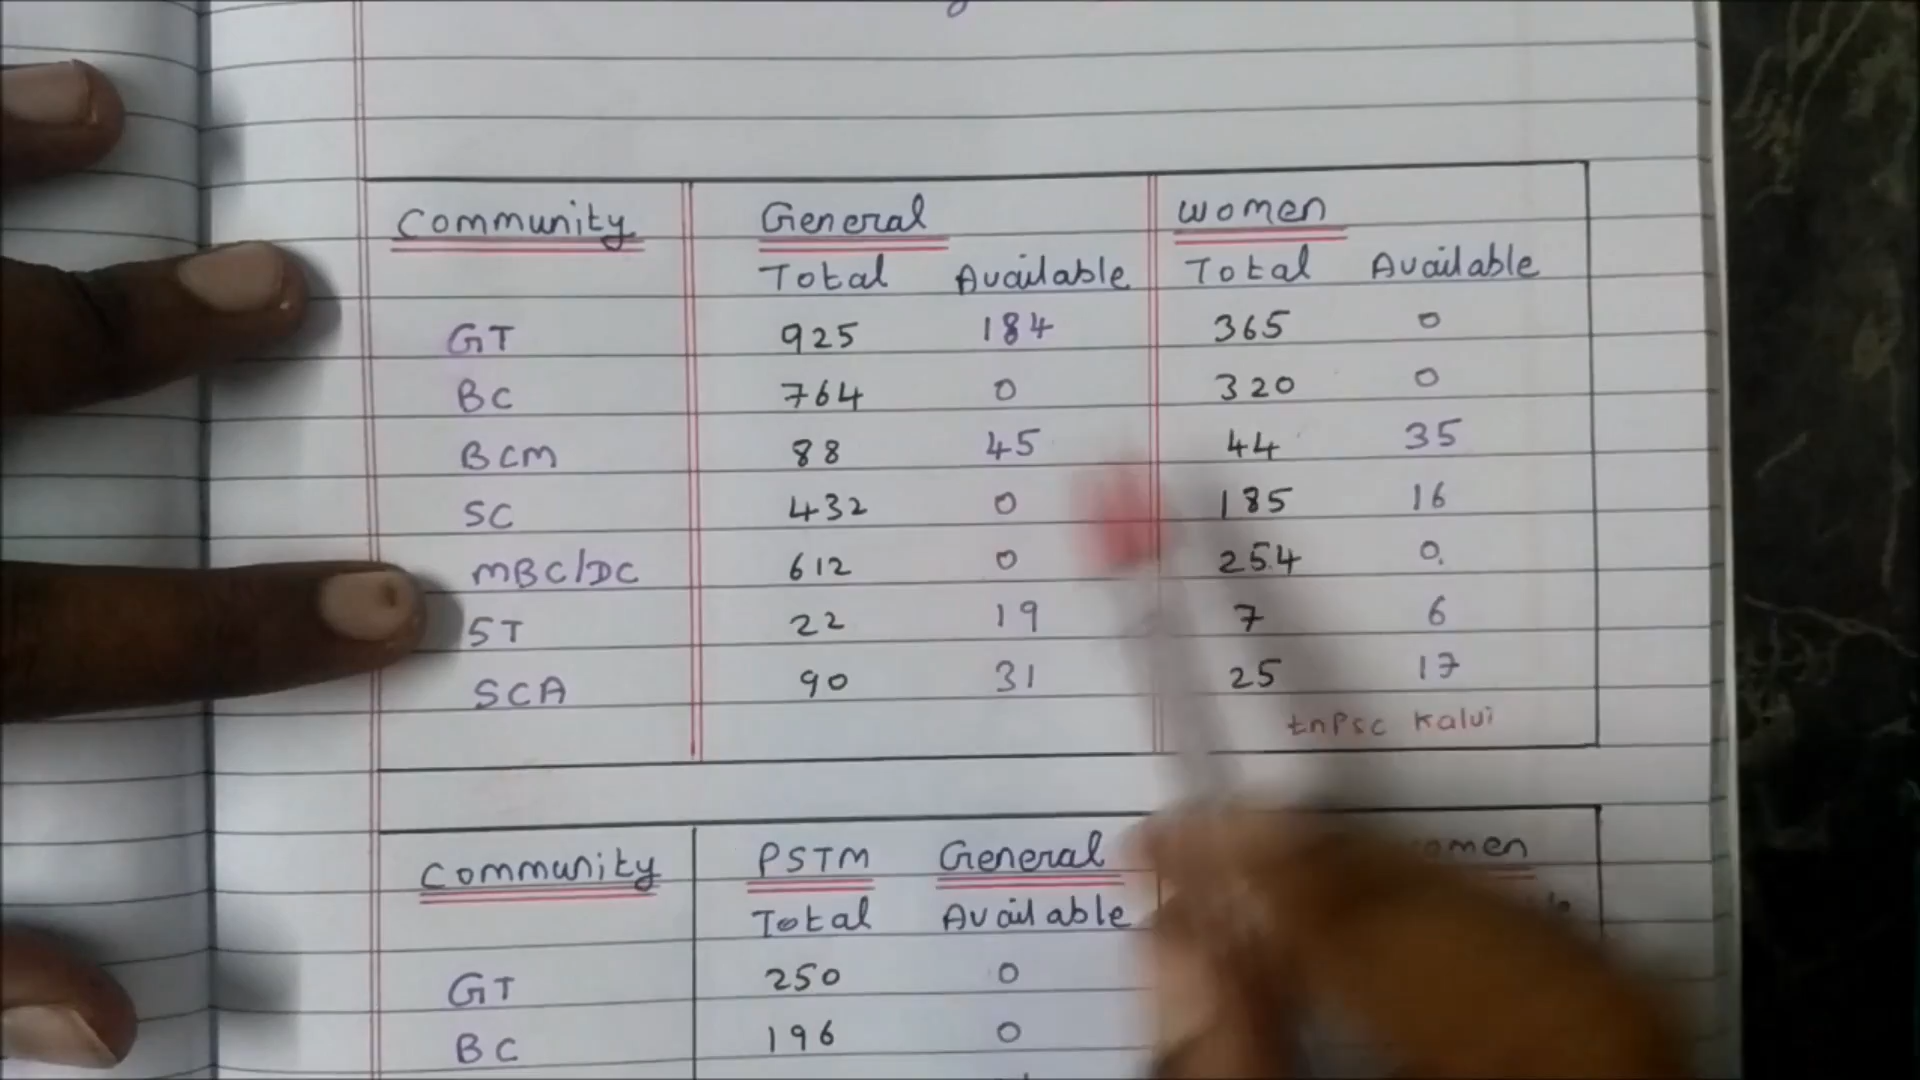 Community General Women
Total Available Total Available
GT 925 184 365 0
BC 764 0 320 0
BCM 88 45 44 35
SC 432 0 185 16
MBC/DC 612 0 254 0
ST 22 19 7 6
SCA 90 31 25 17
tnpsc Kalvi
Community PSTM General
Total Available
GT 250 0
BC 196 0